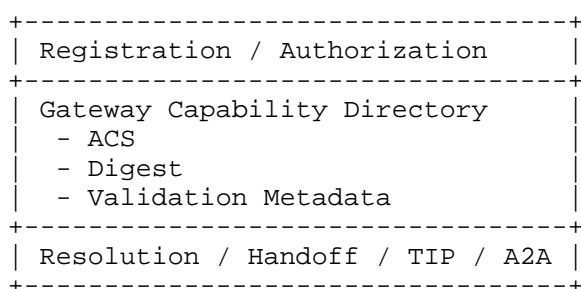 +----------------------------------+
| Registration / Authorization     |
+----------------------------------+
| Gateway Capability Directory     |
|  - ACS                           |
|  - Digest                        |
|  - Validation Metadata           |
+----------------------------------+
| Resolution / Handoff / TIP / A2A |
+----------------------------------+